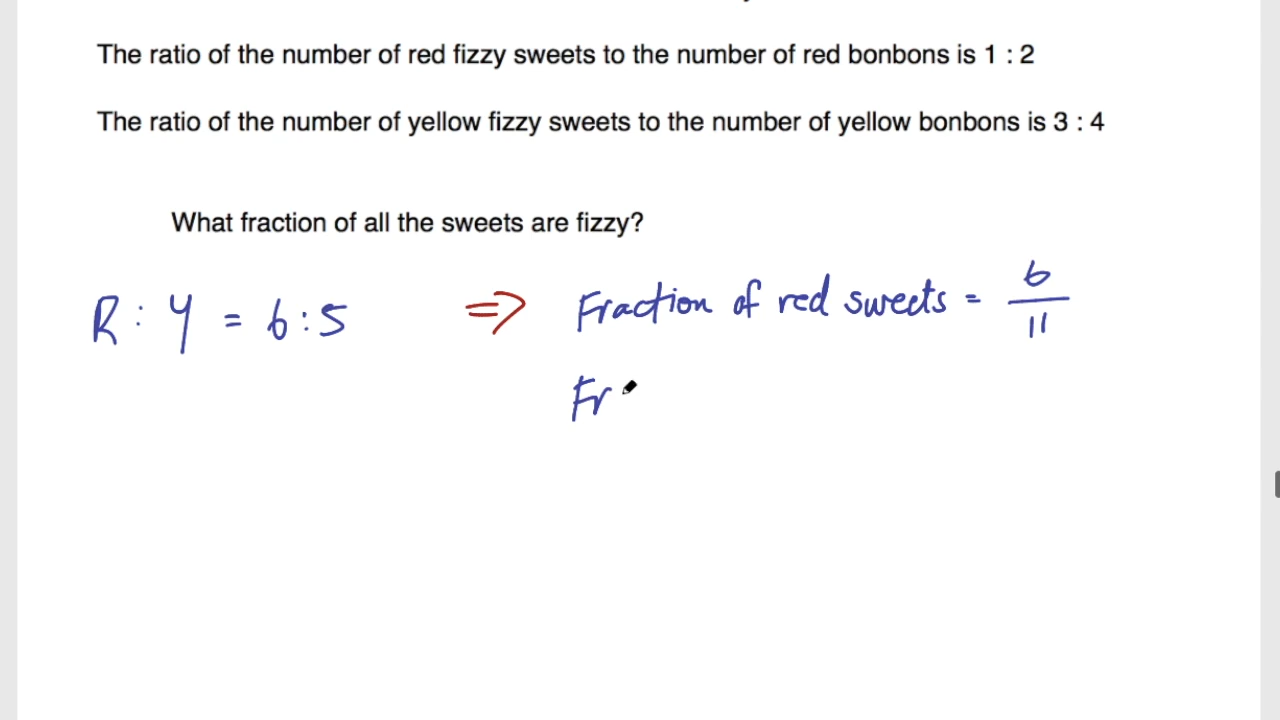 The ratio of the number of red fizzy sweets to the number of red bonbons is 1 : 2
The ratio of the number of yellow fizzy sweets to the number of yellow bonbons is 3 : 4
What fraction of all the sweets are fizzy?
R : Y = 6 : 5 ⇒ Fraction of red sweets = 6/11
Fr